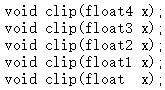 void clip(float4 x);
void clip(float3 x);
void clip(float2 x);
void clip(float1 x);
void clip(float  x);